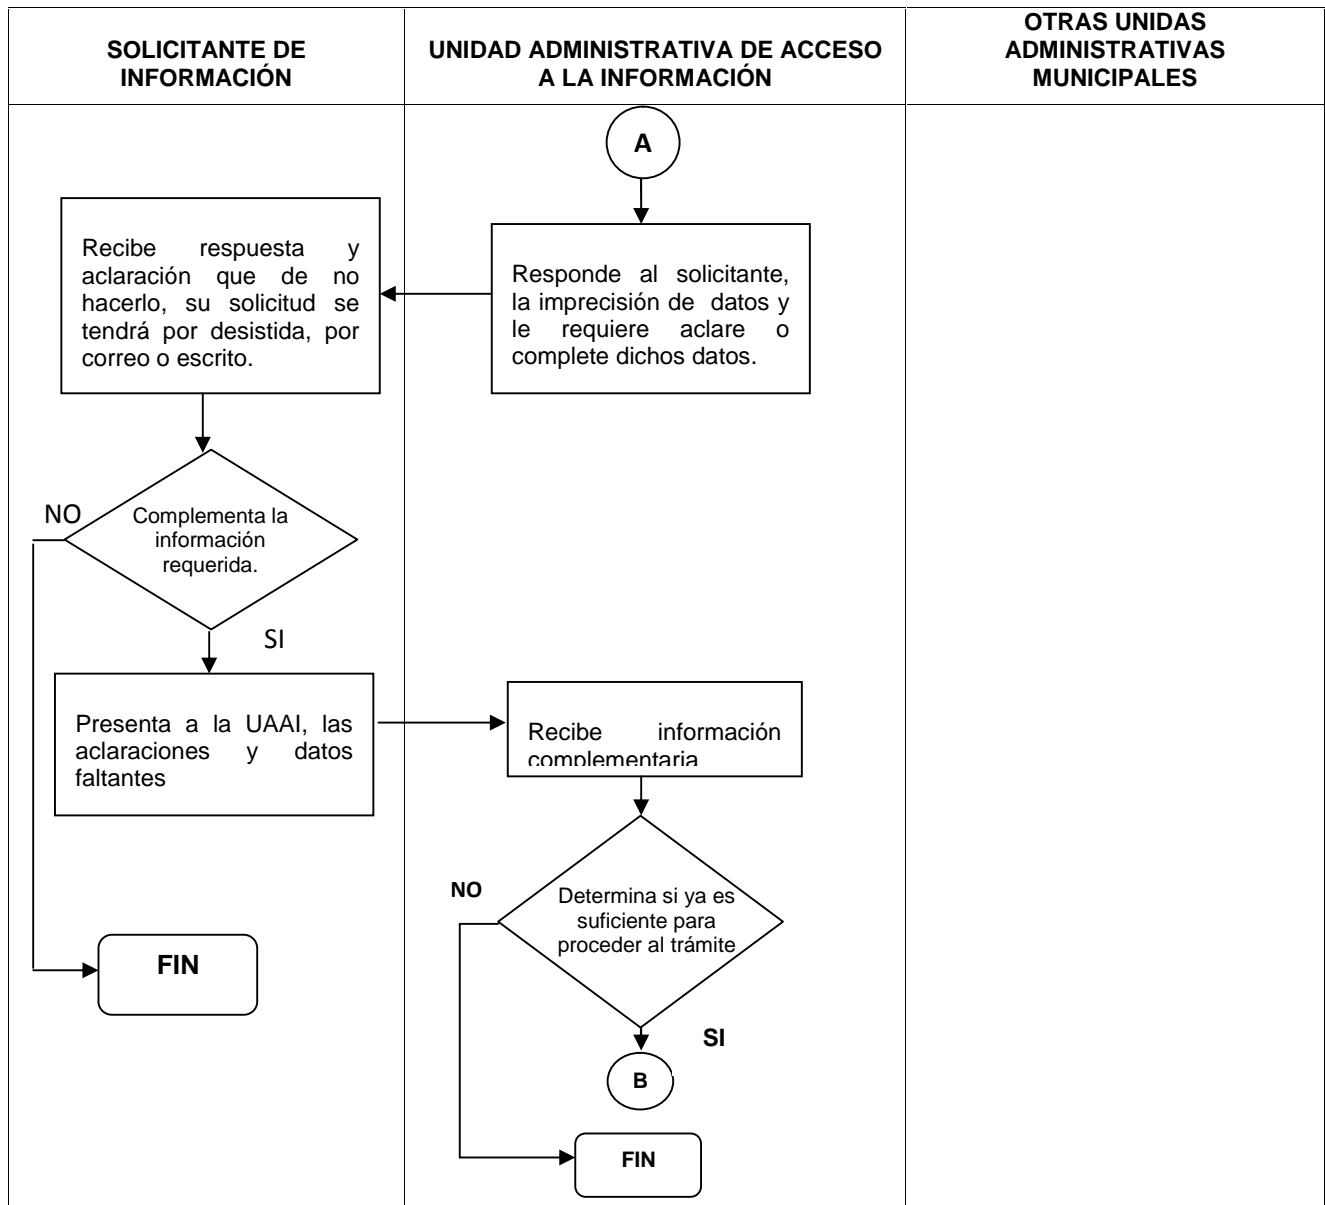 SOLICITANTE DE
INFORMACIÓN
UNIDAD ADMINISTRATIVA DE ACCESO
A LA INFORMACIÓN
OTRAS UNIDAS
ADMINISTRATIVAS
MUNICIPALES
A
Recibe respuesta y
aclaración que de no
hacerlo, su solicitud se
tendrá por desistida, por
correo o escrito.
Responde al solicitante,
la imprecisión de datos y
le requiere aclare o
complete dichos datos.
NO
Complementa la
información
requerida.
SI
Presenta a la UAAI, las
aclaraciones y datos
faltantes
Recibe información
complementaria
NO
Determina si ya es
suficiente para
proceder al trámite
FIN
SI
B
FIN